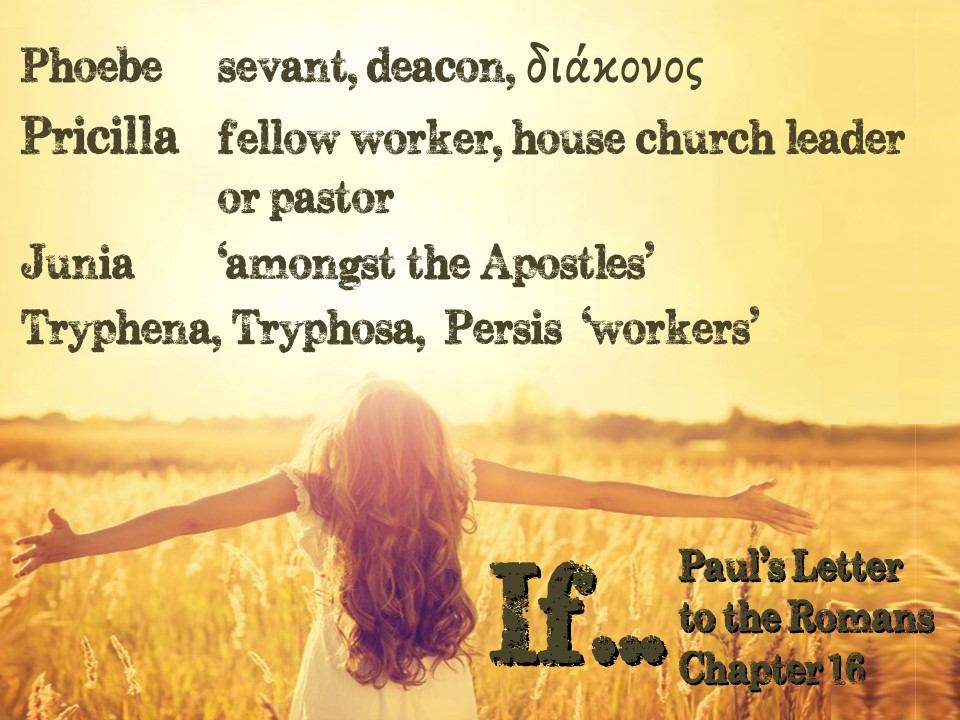 Phoebe sevant, deacon, διάκονος
Pricilla fellow worker, house church leader
or pastor
Junia ‘amongst the Apostles’
Tryphena, Tryphosa, Persis ‘workers’
If...
Paul’s Letter
to the Romans
Chapter 16